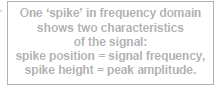 One ‘spike’ in frequency domain
shows two characteristics
of the signal:
spike position = signal frequency,
spike height = peak amplitude.